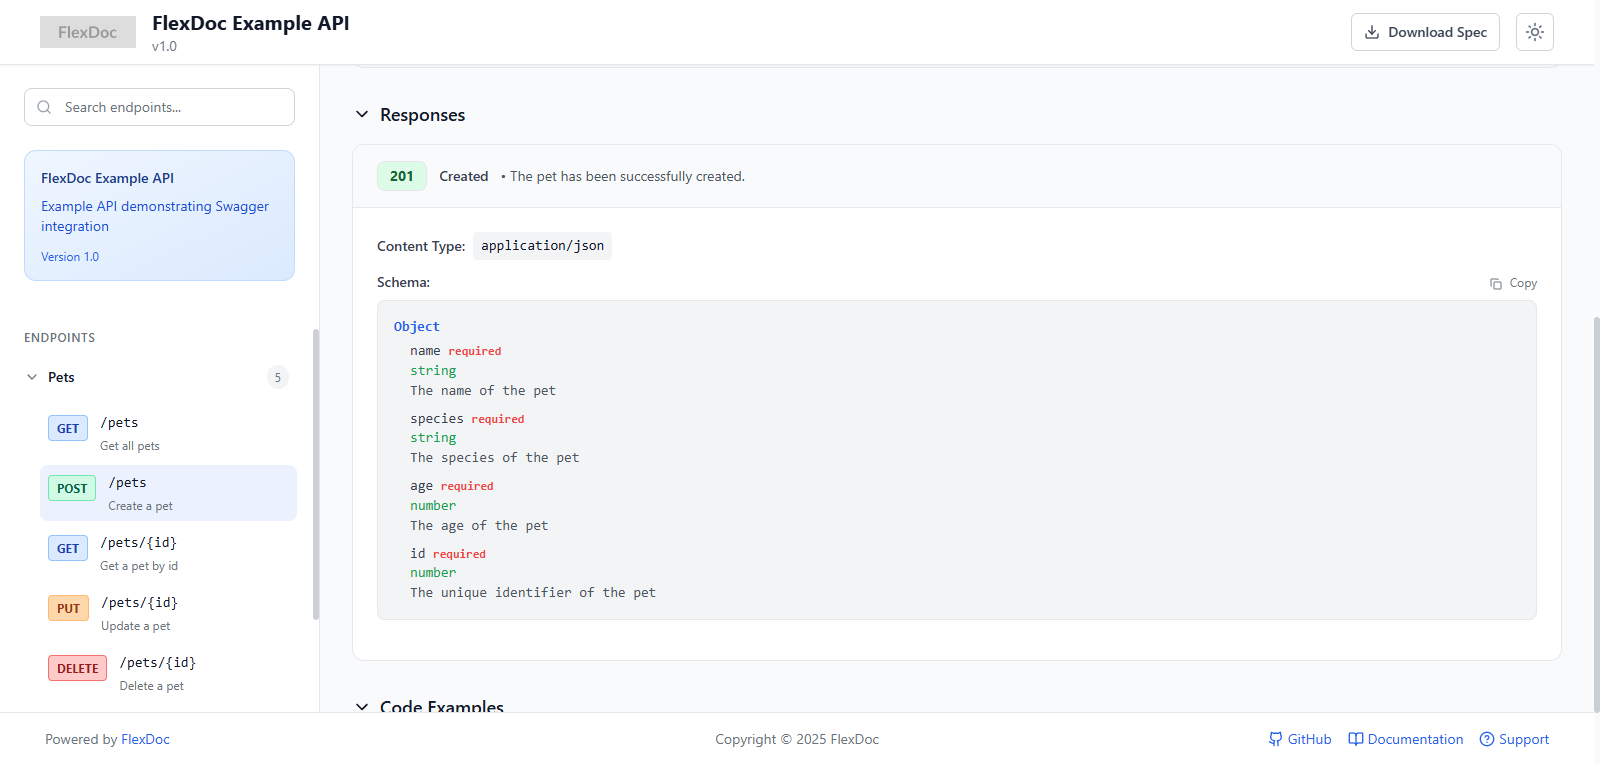 FlexDoc
FlexDoc Example API
v1.0
Download Spec
Search endpoints...
FlexDoc Example API
Example API demonstrating Swagger
integration
Version 1.0
ENDPOINTS
Pets
5
GET
/pets
Get all pets
POST
/pets
Create a pet
GET
/pets/{id}
Get a pet by id
PUT
/pets/{id}
Update a pet
DELETE
/pets/{id}
Delete a pet
Responses
201 Created • The pet has been successfully created.
Content Type: application/json
Schema:
Copy
Object
name required
string
The name of the pet
species required
string
The species of the pet
age required
number
The age of the pet
id required
number
The unique identifier of the pet
Code Examples
Powered by FlexDoc
Copyright © 2025 FlexDoc
GitHub
Documentation
Support